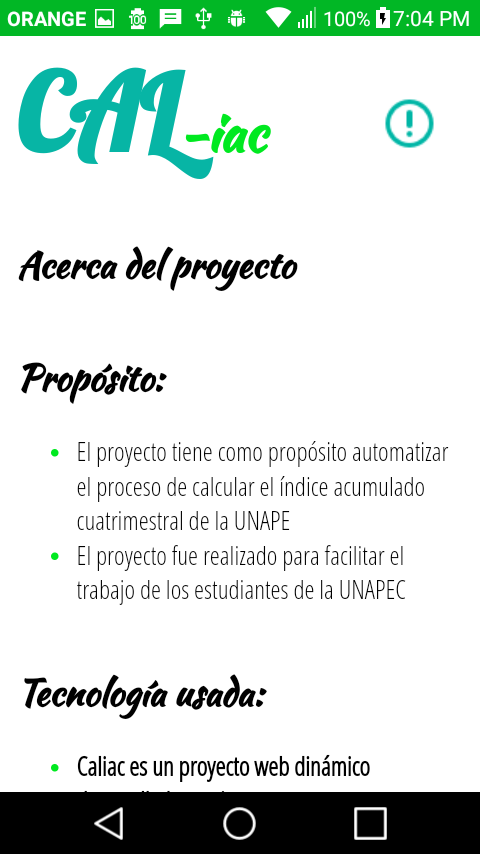 ORANGE 100% 7:04 PM
CAL-iac
Acerca del proyecto
Propósito:
El proyecto tiene como propósito automatizar
el proceso de calcular el índice acumulado
cuatrimestral de la UNAPE
El proyecto fue realizado para facilitar el
trabajo de los estudiantes de la UNAPEC
Tecnología usada:
Caliac es un proyecto web dinámico